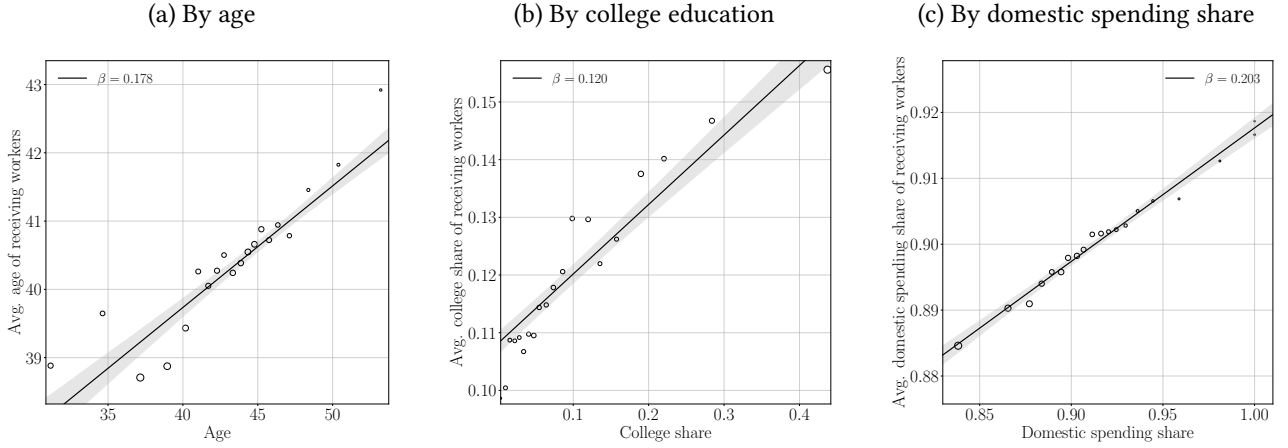 (a) By age
(b) By college education
(c) By domestic spending share
β = 0.178
43
42
41
40
39
35
40
45
50
Age
Avg. age of receiving workers
β = 0.120
0.15
0.14
0.13
0.12
0.11
0.10
0.1
0.2
0.3
0.4
College share
Avg. college share of receiving workers
β = 0.203
0.92
0.91
0.90
0.89
0.88
0.85
0.90
0.95
1.00
Domestic spending share
Avg. domestic spending share of receiving workers